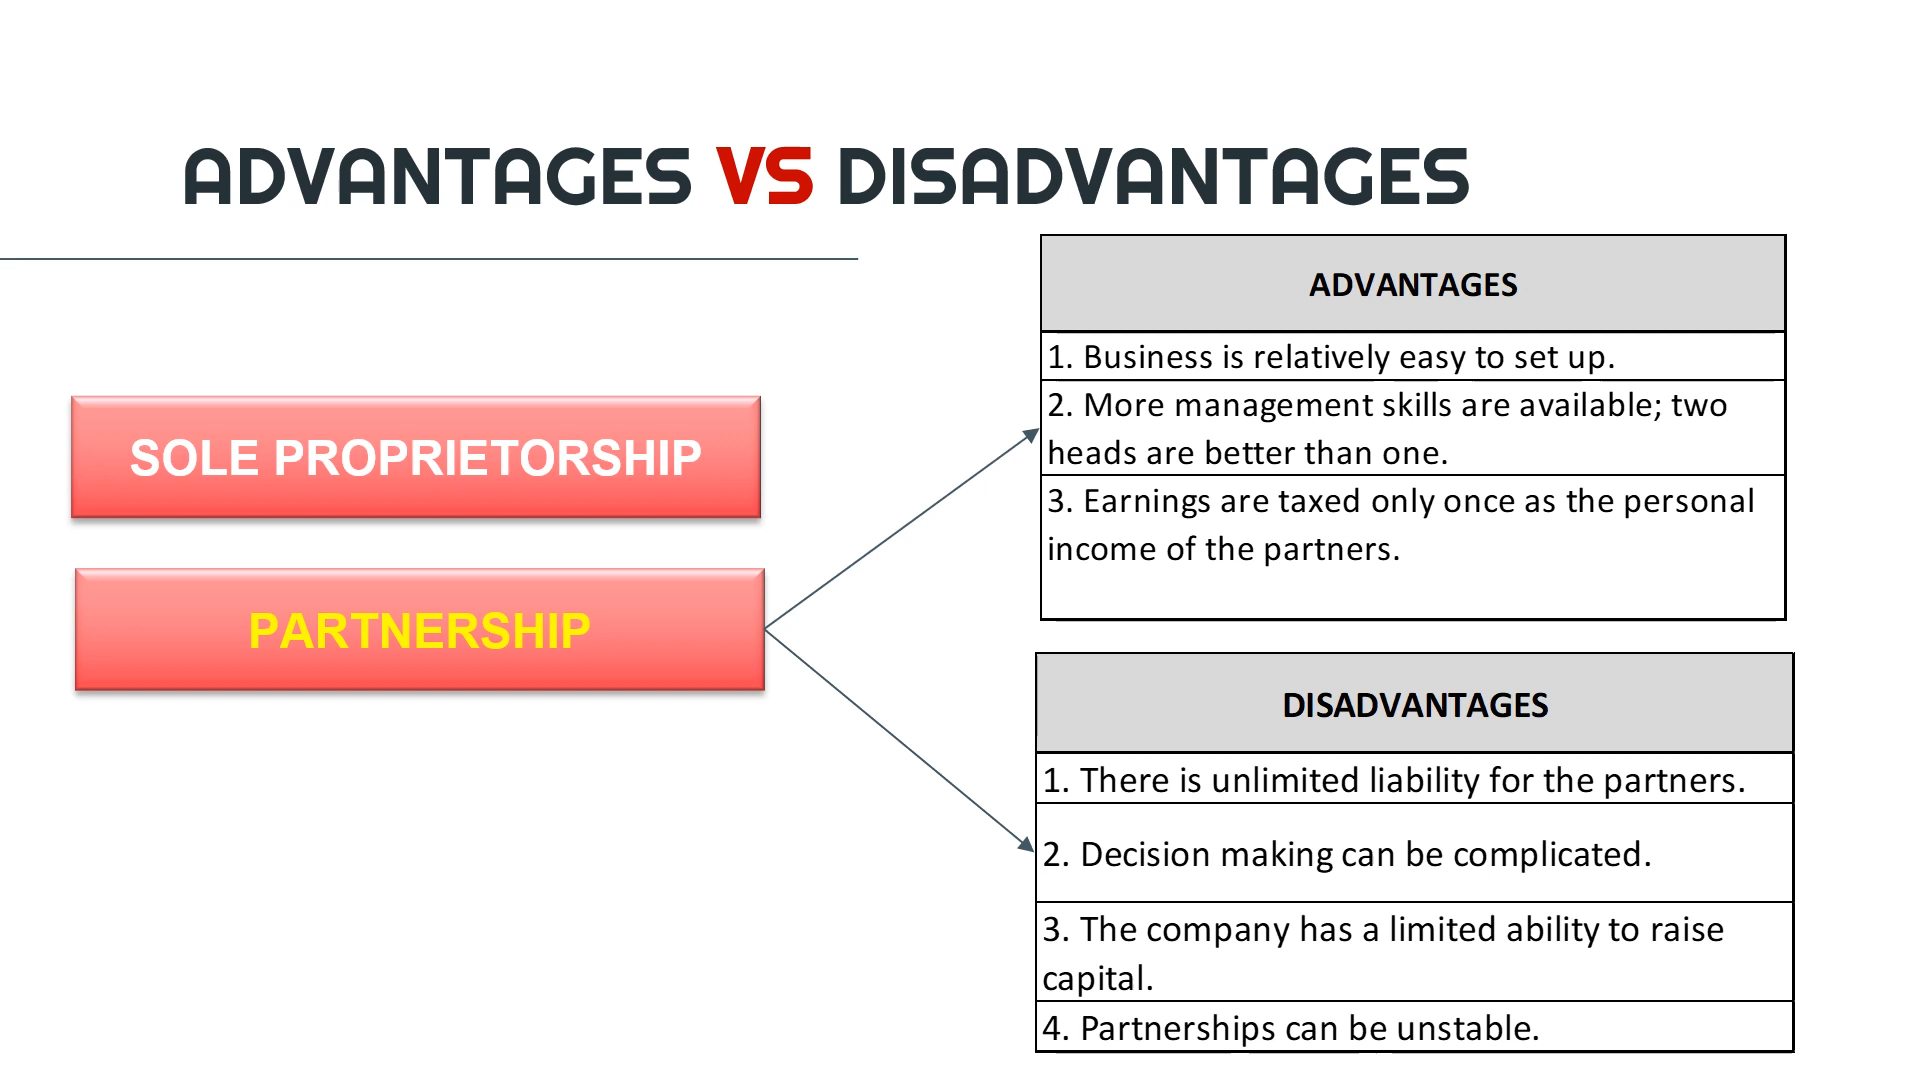 ADVANTAGES VS DISADVANTAGES
SOLE PROPRIETORSHIP
PARTNERSHIP
ADVANTAGES
1. Business is relatively easy to set up.
2. More management skills are available; two
heads are better than one.
3. Earnings are taxed only once as the personal
income of the partners.
DISADVANTAGES
1. There is unlimited liability for the partners.
2. Decision making can be complicated.
3. The company has a limited ability to raise
capital.
4. Partnerships can be unstable.